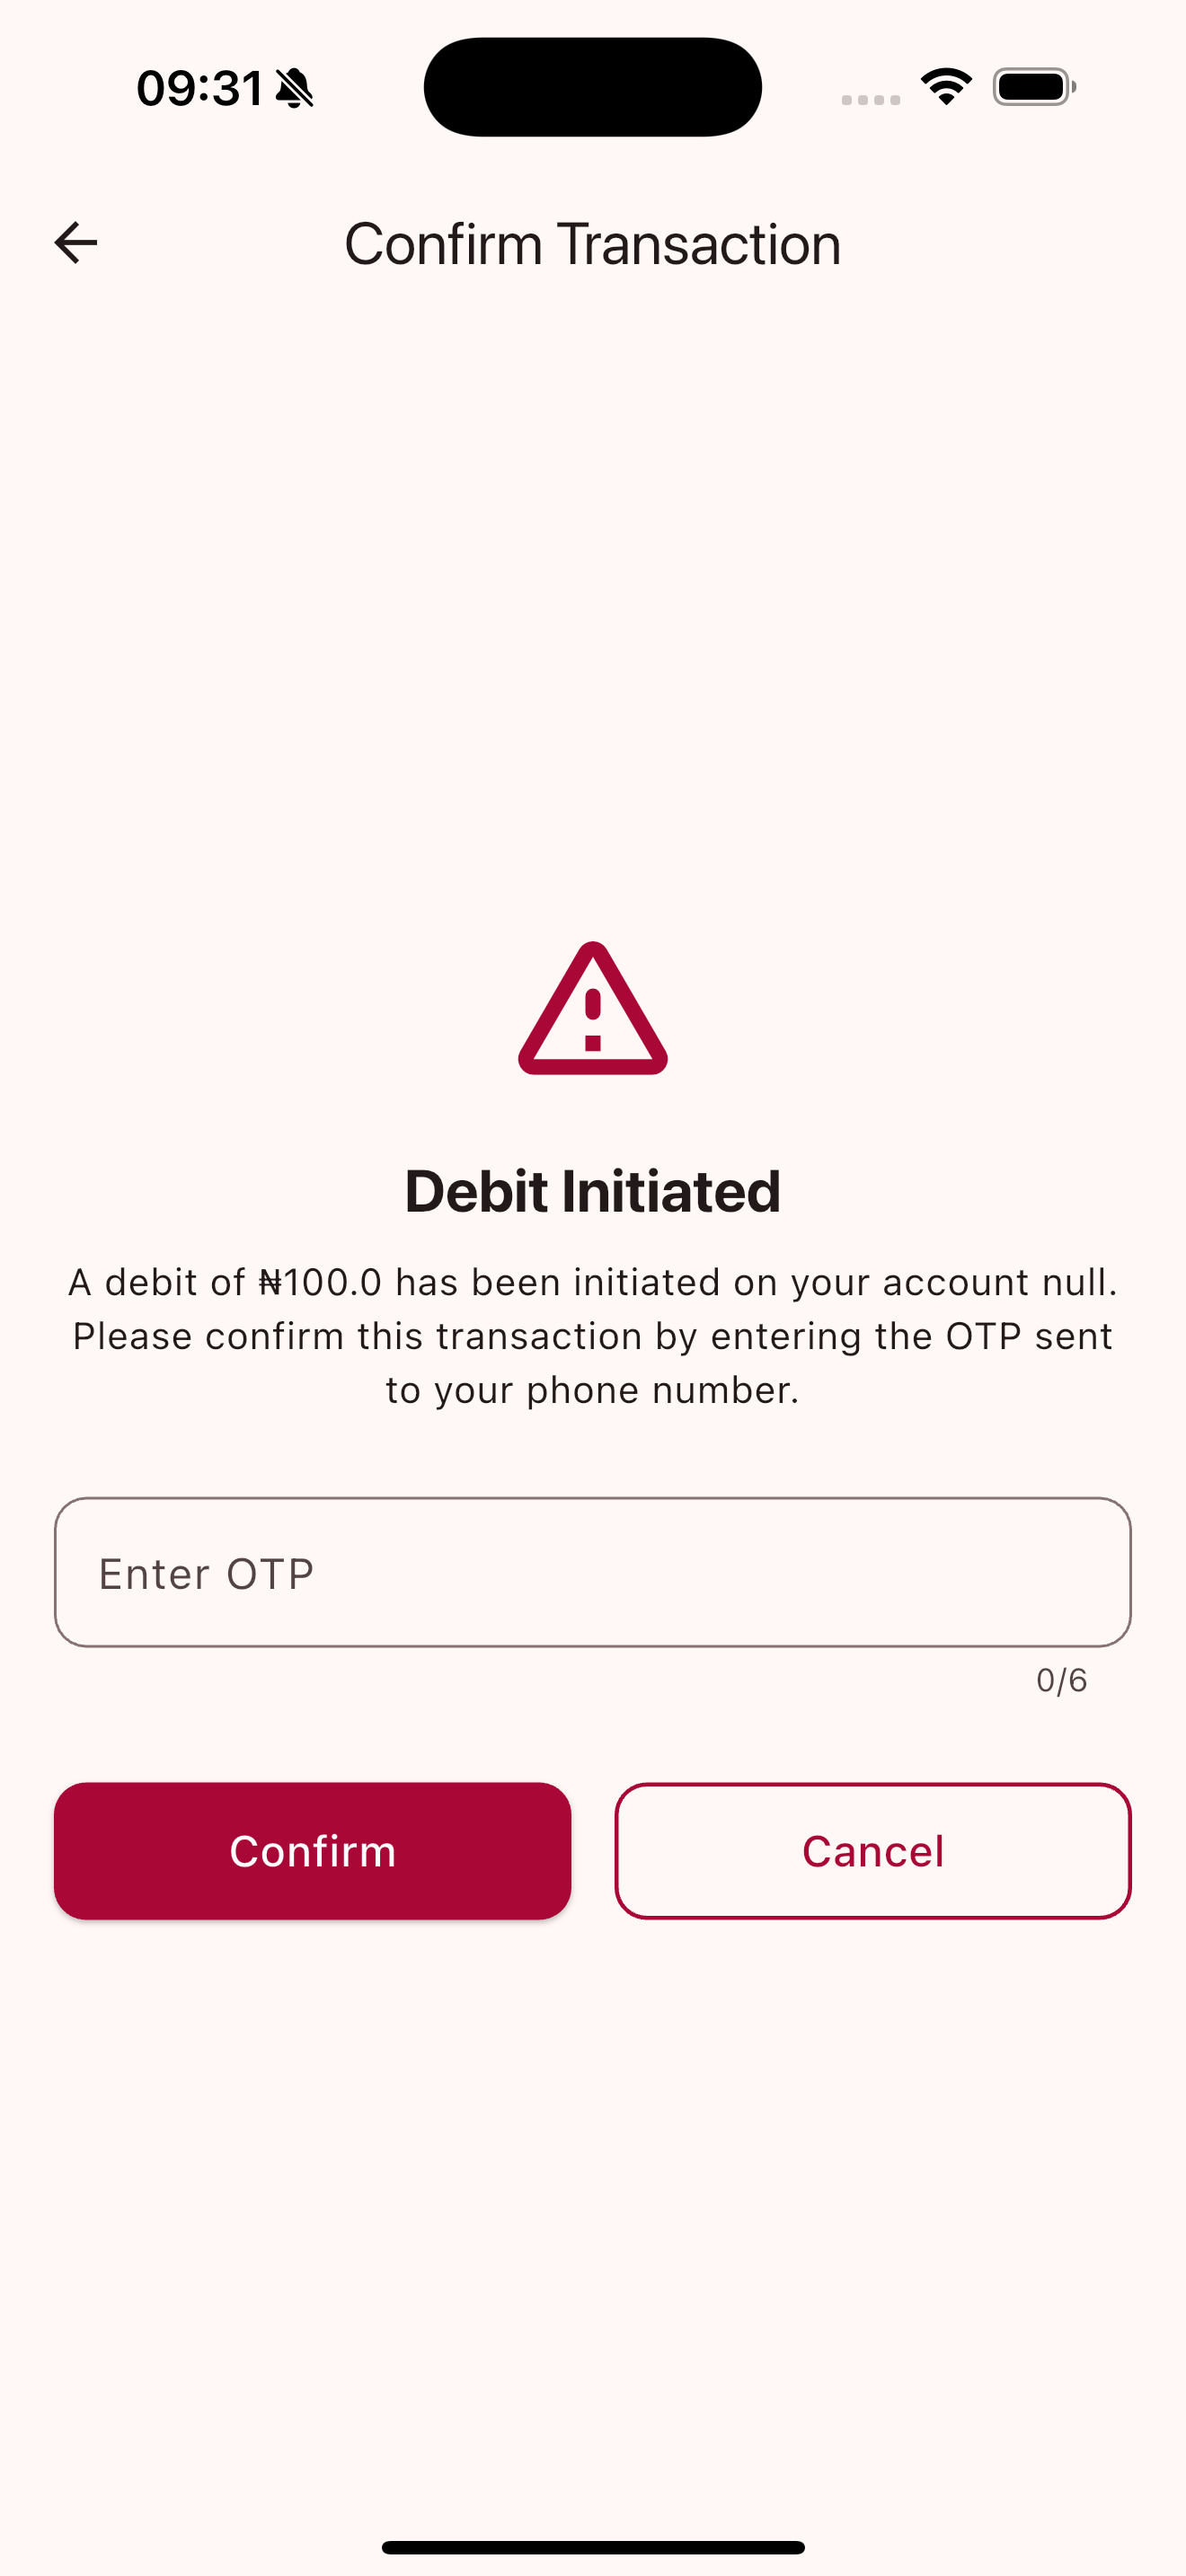 09:31
Confirm Transaction
Debit Initiated
A debit of ₦100.0 has been initiated on your account null.
Please confirm this transaction by entering the OTP sent
to your phone number.
Enter OTP
0/6
Confirm
Cancel